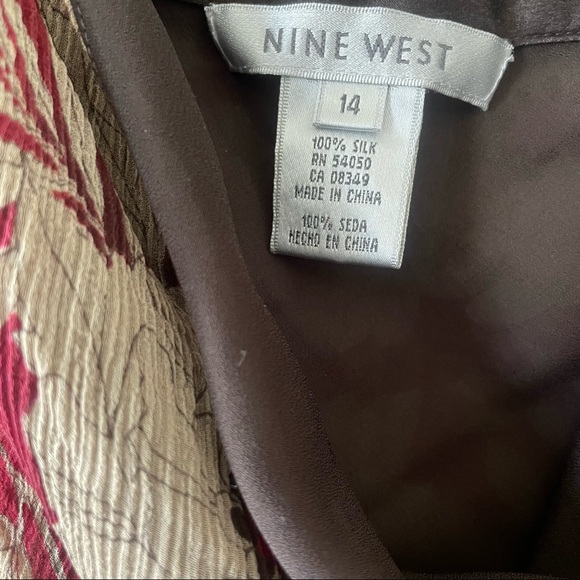 NINE WEST
14
100% SILK
RN 54050
CA 08349
MADE IN CHINA
100% SEDA
HECHO EN CHINA